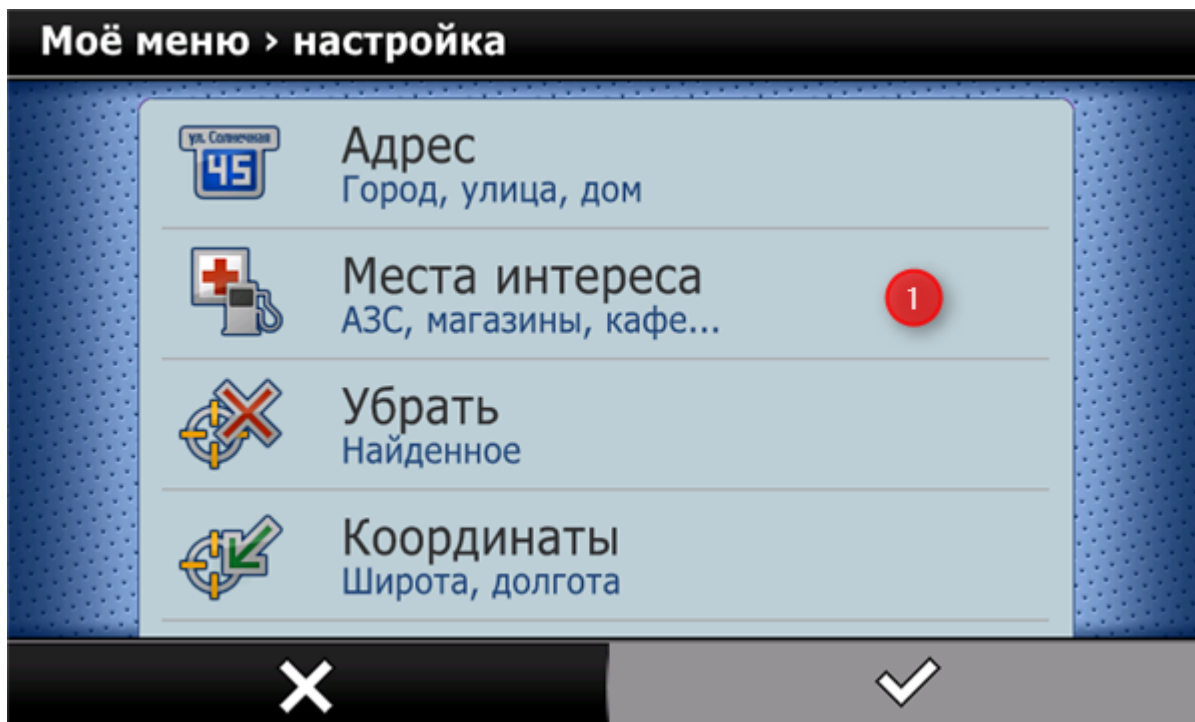 Моё меню > настройка
ул. Солнечная
45
Адрес
Город, улица, дом
Места интереса
АЗС, магазины, кафе...
1
Убрать
Найденное
Координаты
Широта, долгота